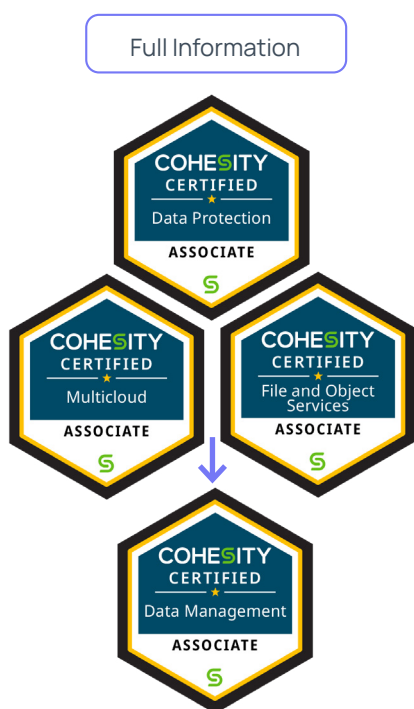 Full Information
COHESITY
CERTIFIED
Data Protection
ASSOCIATE
COHESITY
CERTIFIED
Multicloud
ASSOCIATE
COHESITY
CERTIFIED
File and Object
Services
ASSOCIATE
COHESITY
CERTIFIED
Data Management
ASSOCIATE